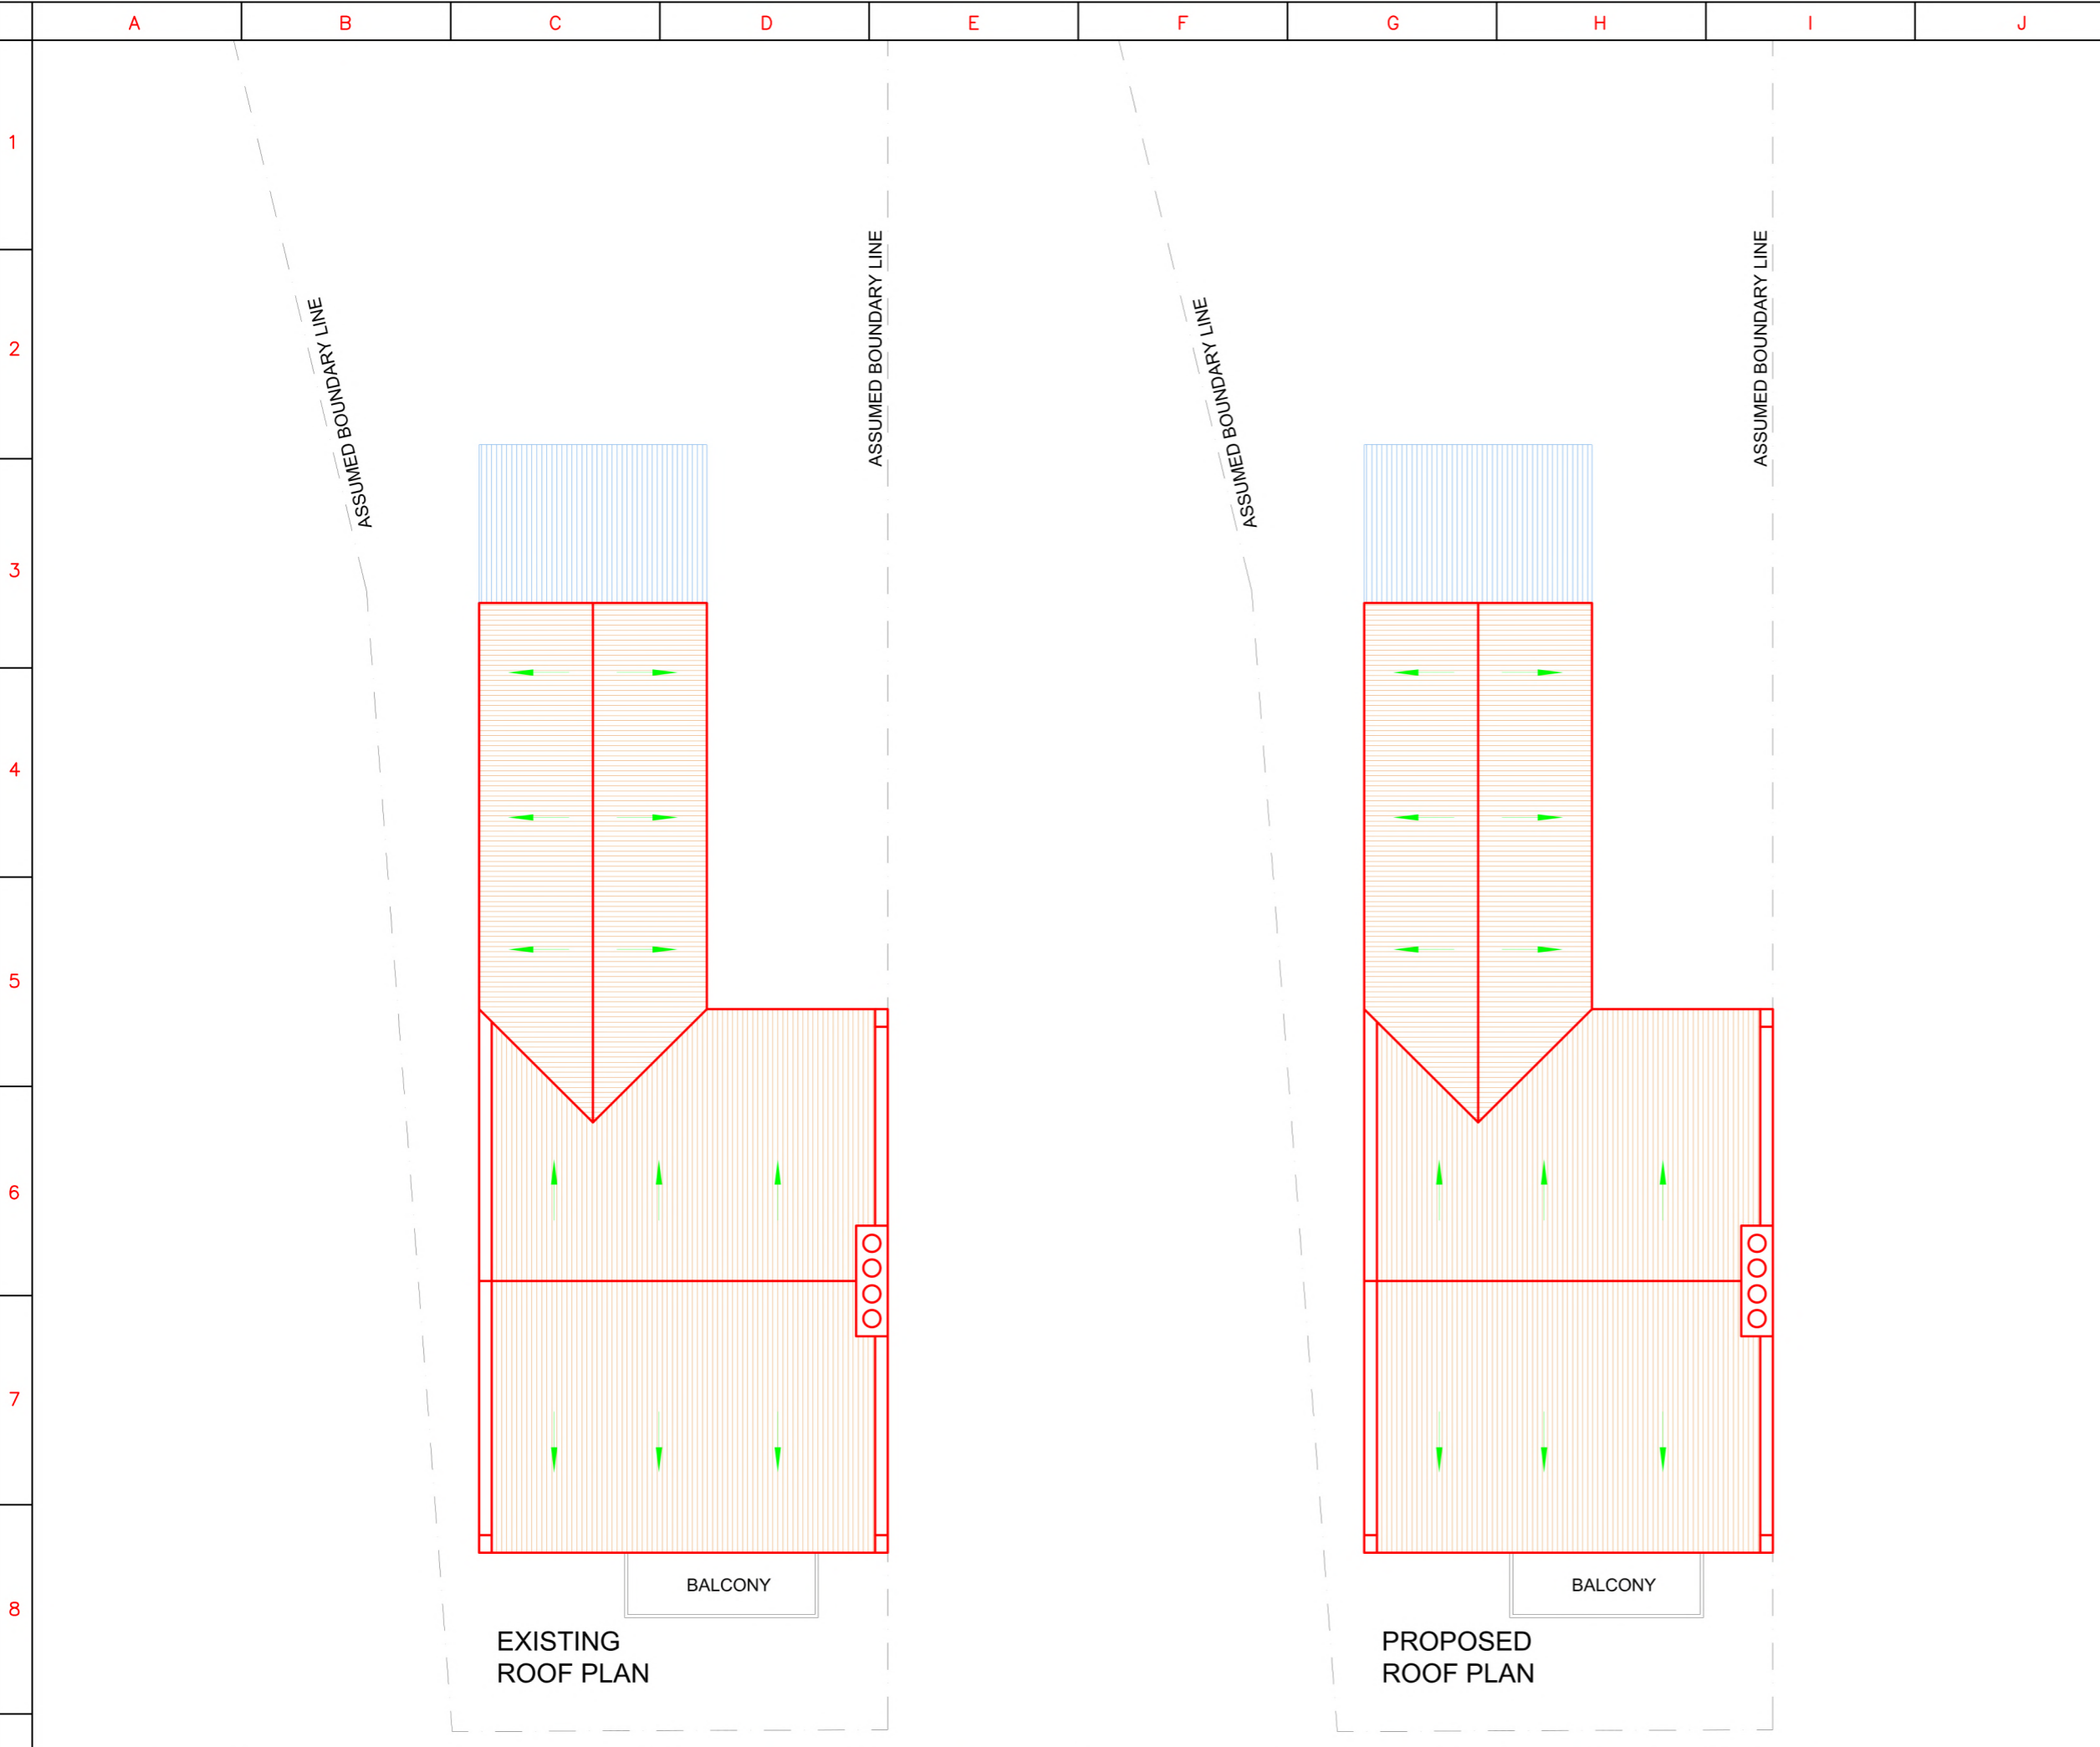 A B C D E F G H I J
1
2
3
4
5
6
7
8
ASSUMED BOUNDARY LINE
ASSUMED BOUNDARY LINE
ASSUMED BOUNDARY LINE
ASSUMED BOUNDARY LINE
BALCONY
BALCONY
EXISTING
ROOF PLAN
PROPOSED
ROOF PLAN